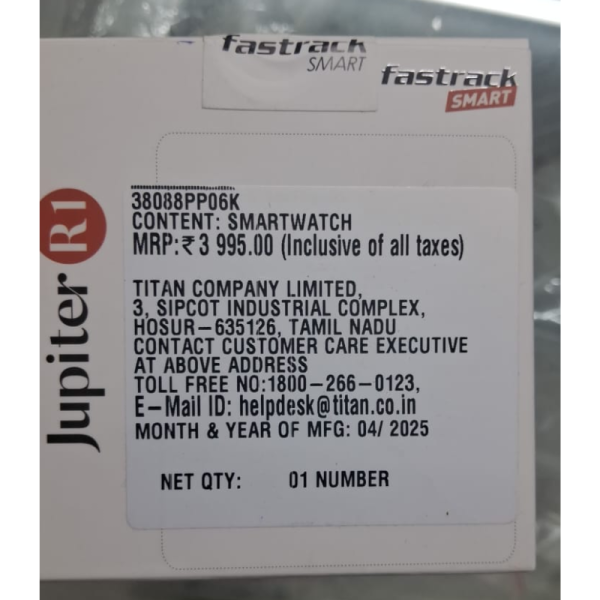 fastrack
SMART
fastrack
SMART
Jupiter R1
38088PP06K
CONTENT: SMARTWATCH
MRP:₹ 3 995.00 (Inclusive of all taxes)
TITAN COMPANY LIMITED,
3, SIPCOT INDUSTRIAL COMPLEX,
HOSUR-635126, TAMIL NADU
CONTACT CUSTOMER CARE EXECUTIVE
AT ABOVE ADDRESS
TOLL FREE NO:1800-266-0123,
E-Mail ID: helpdesk@titan.co.in
MONTH & YEAR OF MFG: 04/ 2025
NET QTY: 01 NUMBER